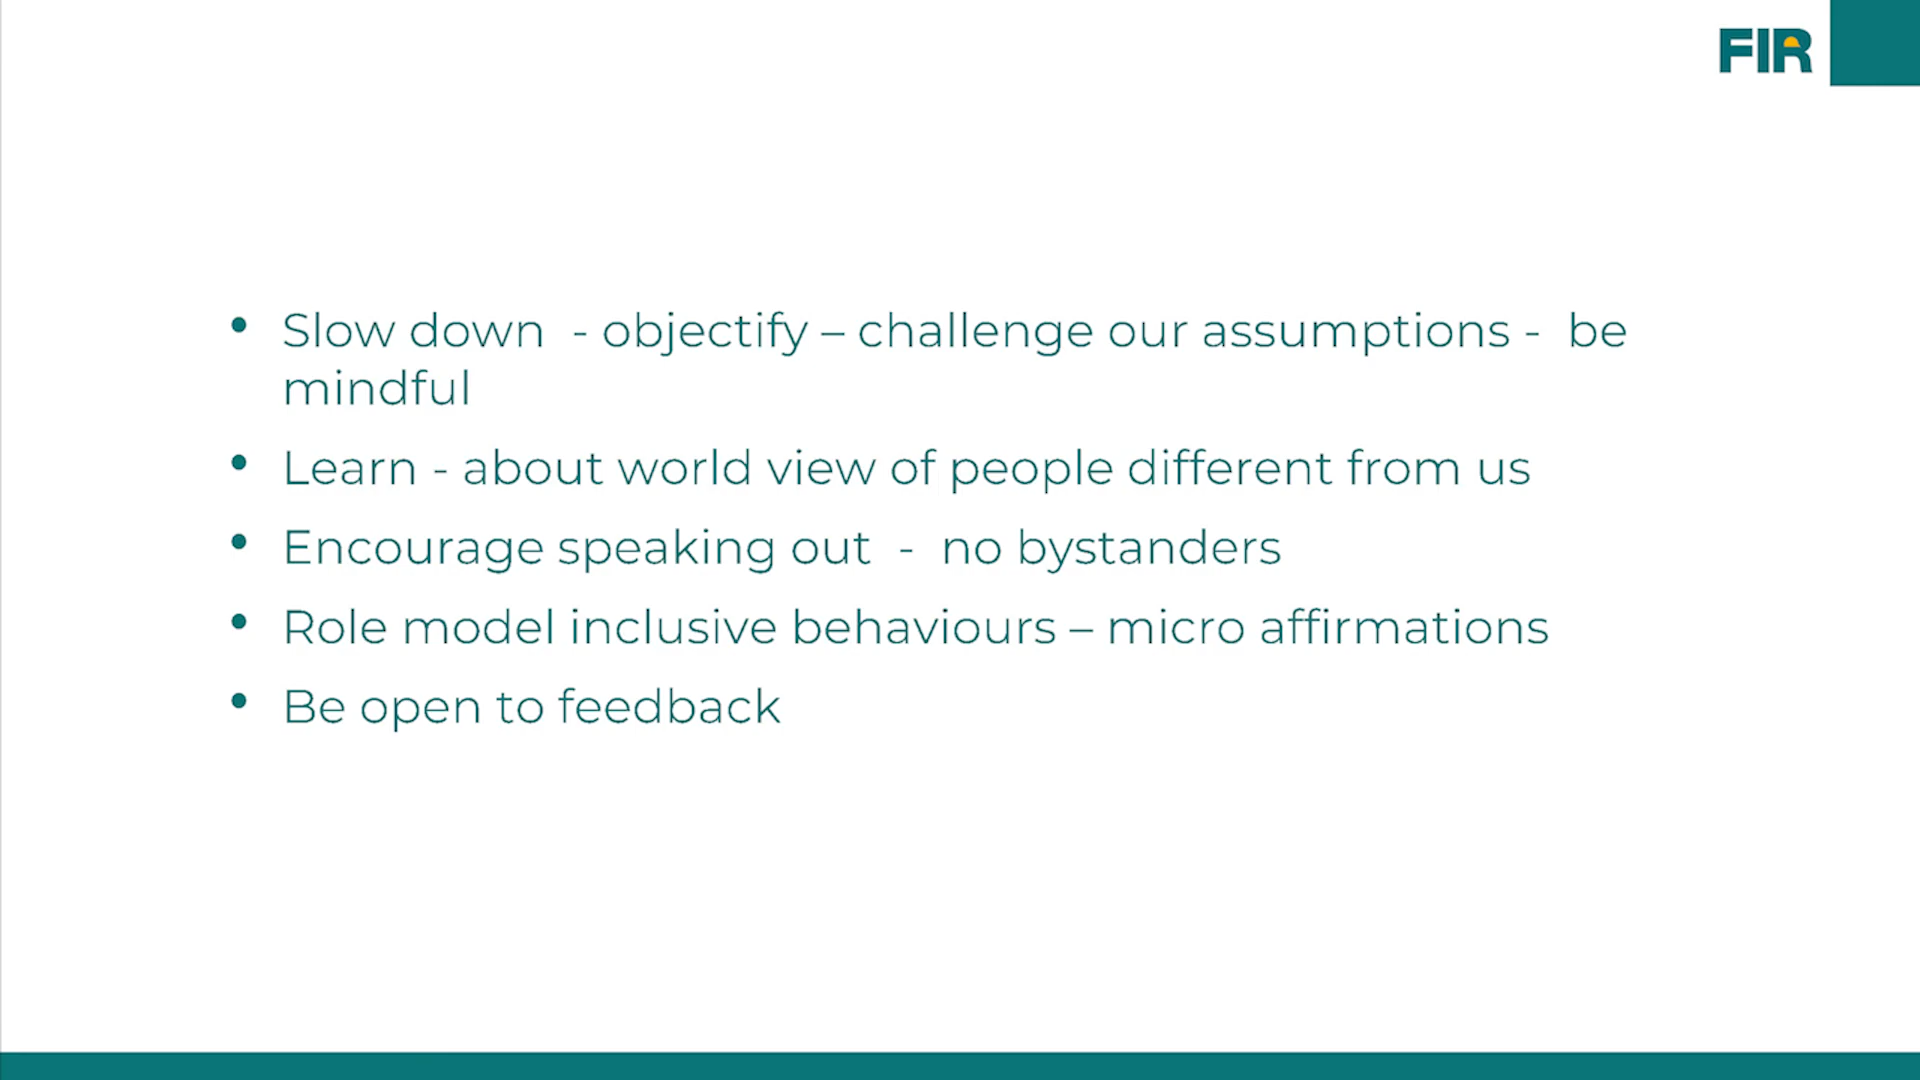 FIR
• Slow down  - objectify – challenge our assumptions -  be
mindful
• Learn - about world view of people different from us
• Encourage speaking out  -  no bystanders
• Role model inclusive behaviours – micro affirmations
• Be open to feedback